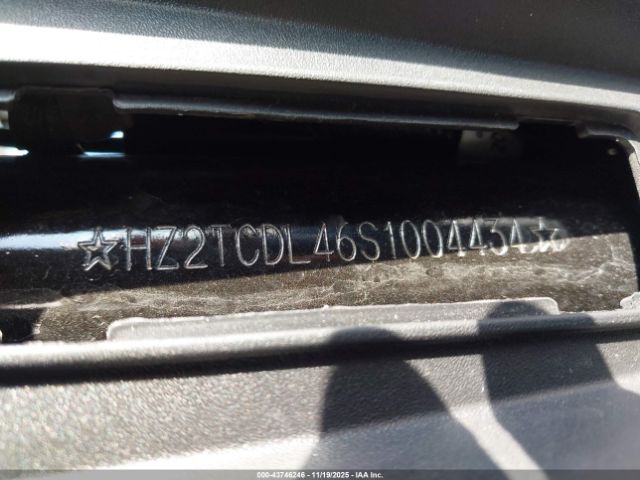 ☆HZ2TCDL46S1004434☆
000-43746246 - 11/19/2025 - IAA Inc.